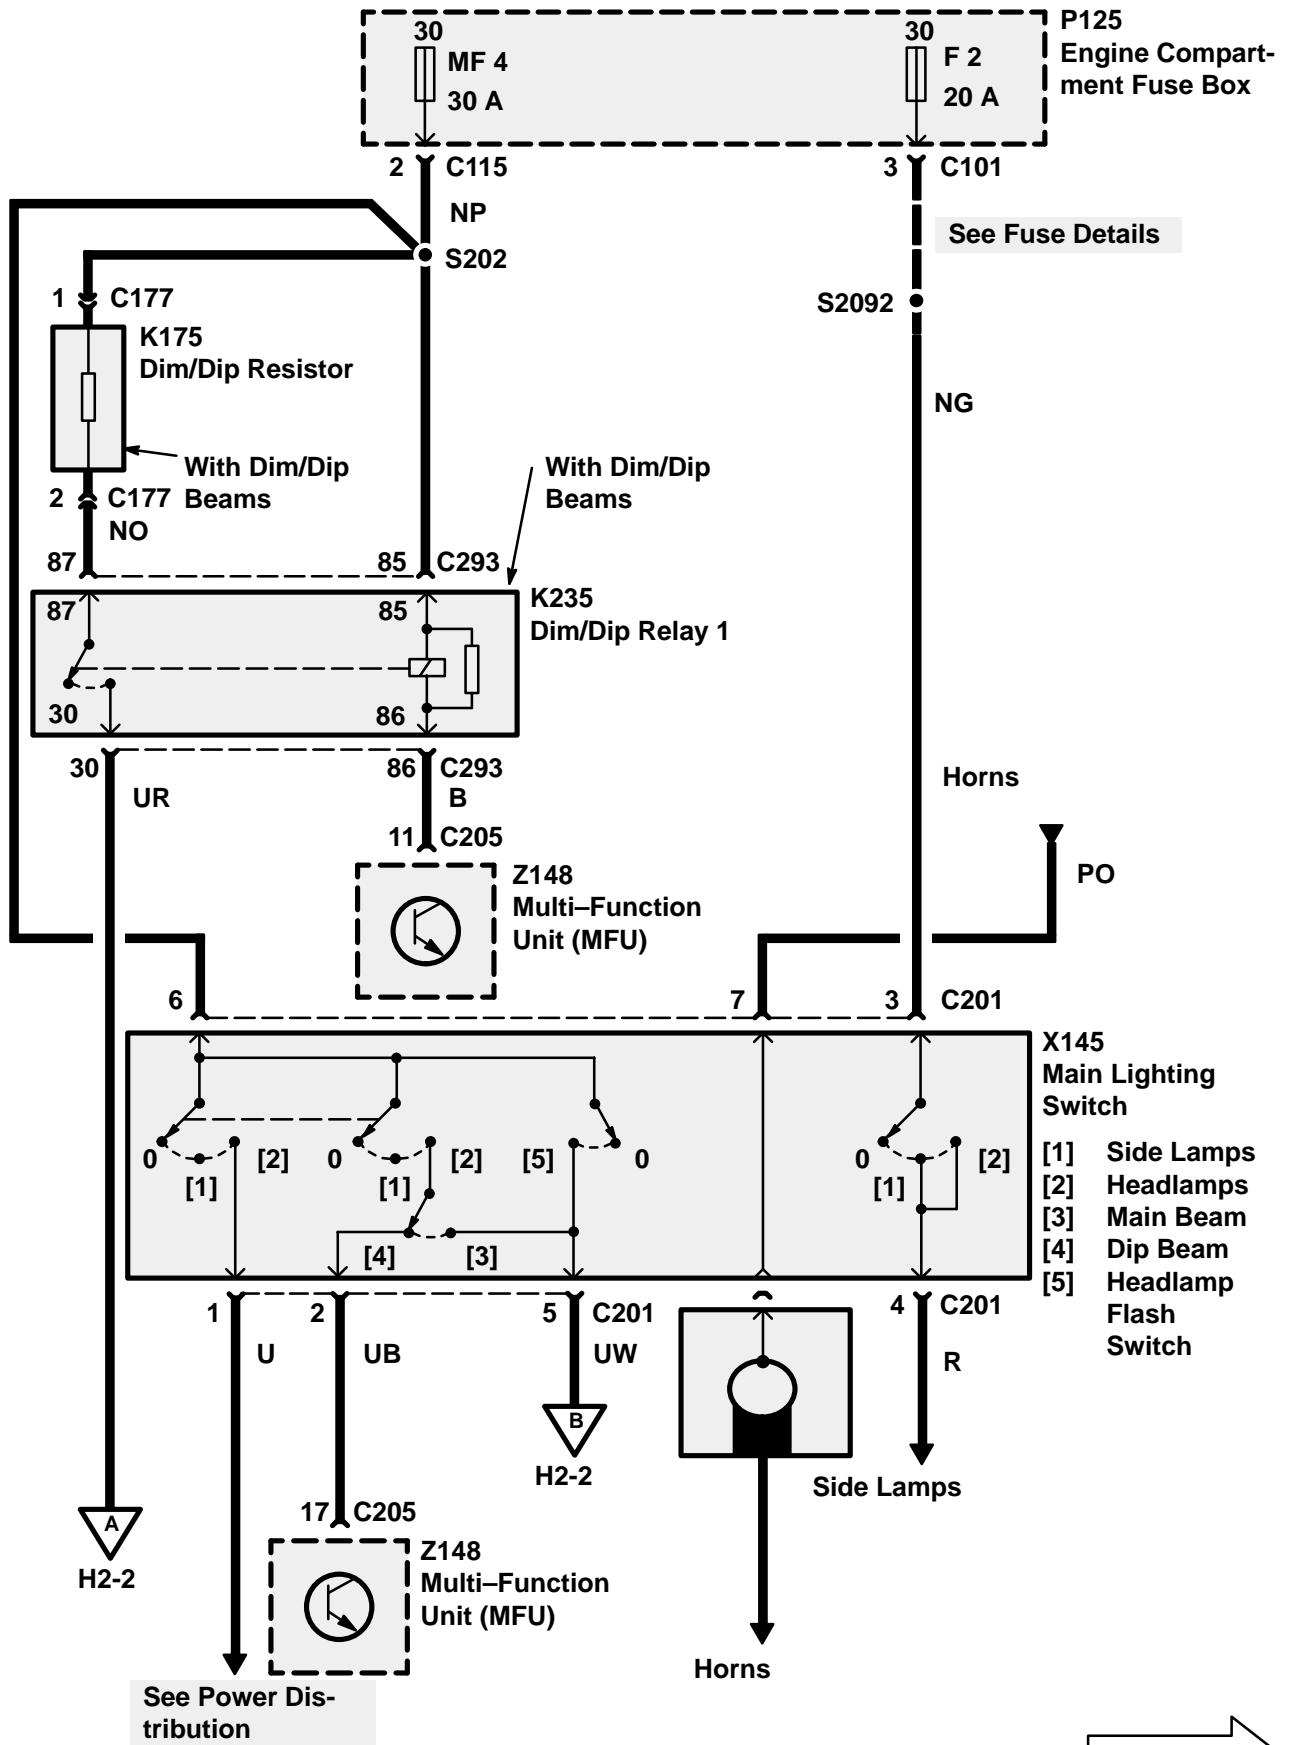 30
MF 4
30 A
30
F 2
20 A
P125
Engine Compart-
ment Fuse Box
2 C115
3 C101
NP
See Fuse Details
S202
S2092
1 C177
K175
Dim/Dip Resistor
NG
With Dim/Dip
Beams
With Dim/Dip
Beams
2 C177
NO
87
85 C293
87
85
K235
Dim/Dip Relay 1
30
86
30
86 C293
UR
B
Horns
11 C205
PO
Z148
Multi–Function
Unit (MFU)
6
7
3 C201
X145
Main Lighting
Switch
0 [1] [2]
0 [1] [2]
[5] 0
0 [1] [2]
[4] [3]
[1] Side Lamps
[2] Headlamps
[3] Main Beam
[4] Dip Beam
[5] Headlamp
Flash
Switch
1
2
5 C201
4 C201
U
UB
UW
R
B
H2-2
Side Lamps
A
H2-2
17 C205
Z148
Multi–Function
Unit (MFU)
Horns
See Power Dis-
tribution